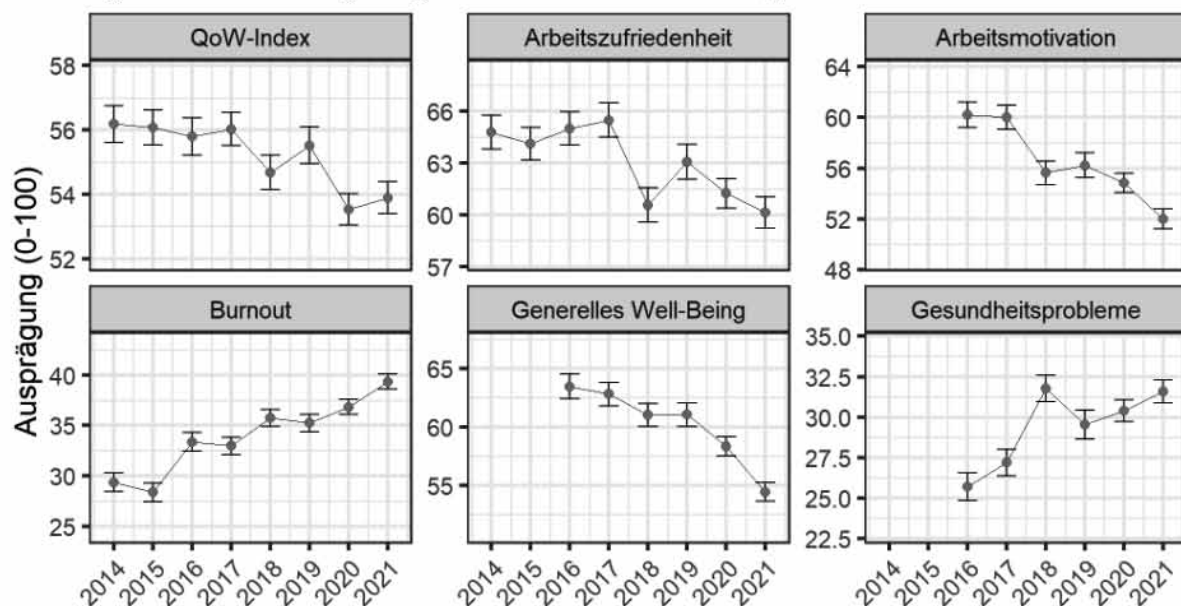 QoW-Index
Arbeitszufriedenheit
Arbeitsmotivation
58
56
54
52
66
63
60
57
64
60
56
52
48
Ausprägung (0-100)
Burnout
Generelles Well-Being
Gesundheitsprobleme
40
35
30
25
65
60
55
35.0
32.5
30.0
27.5
25.0
22.5
2014 2015 2016 2017 2018 2019 2020 2021
2014 2015 2016 2017 2018 2019 2020 2021
2014 2015 2016 2017 2018 2019 2020 2021